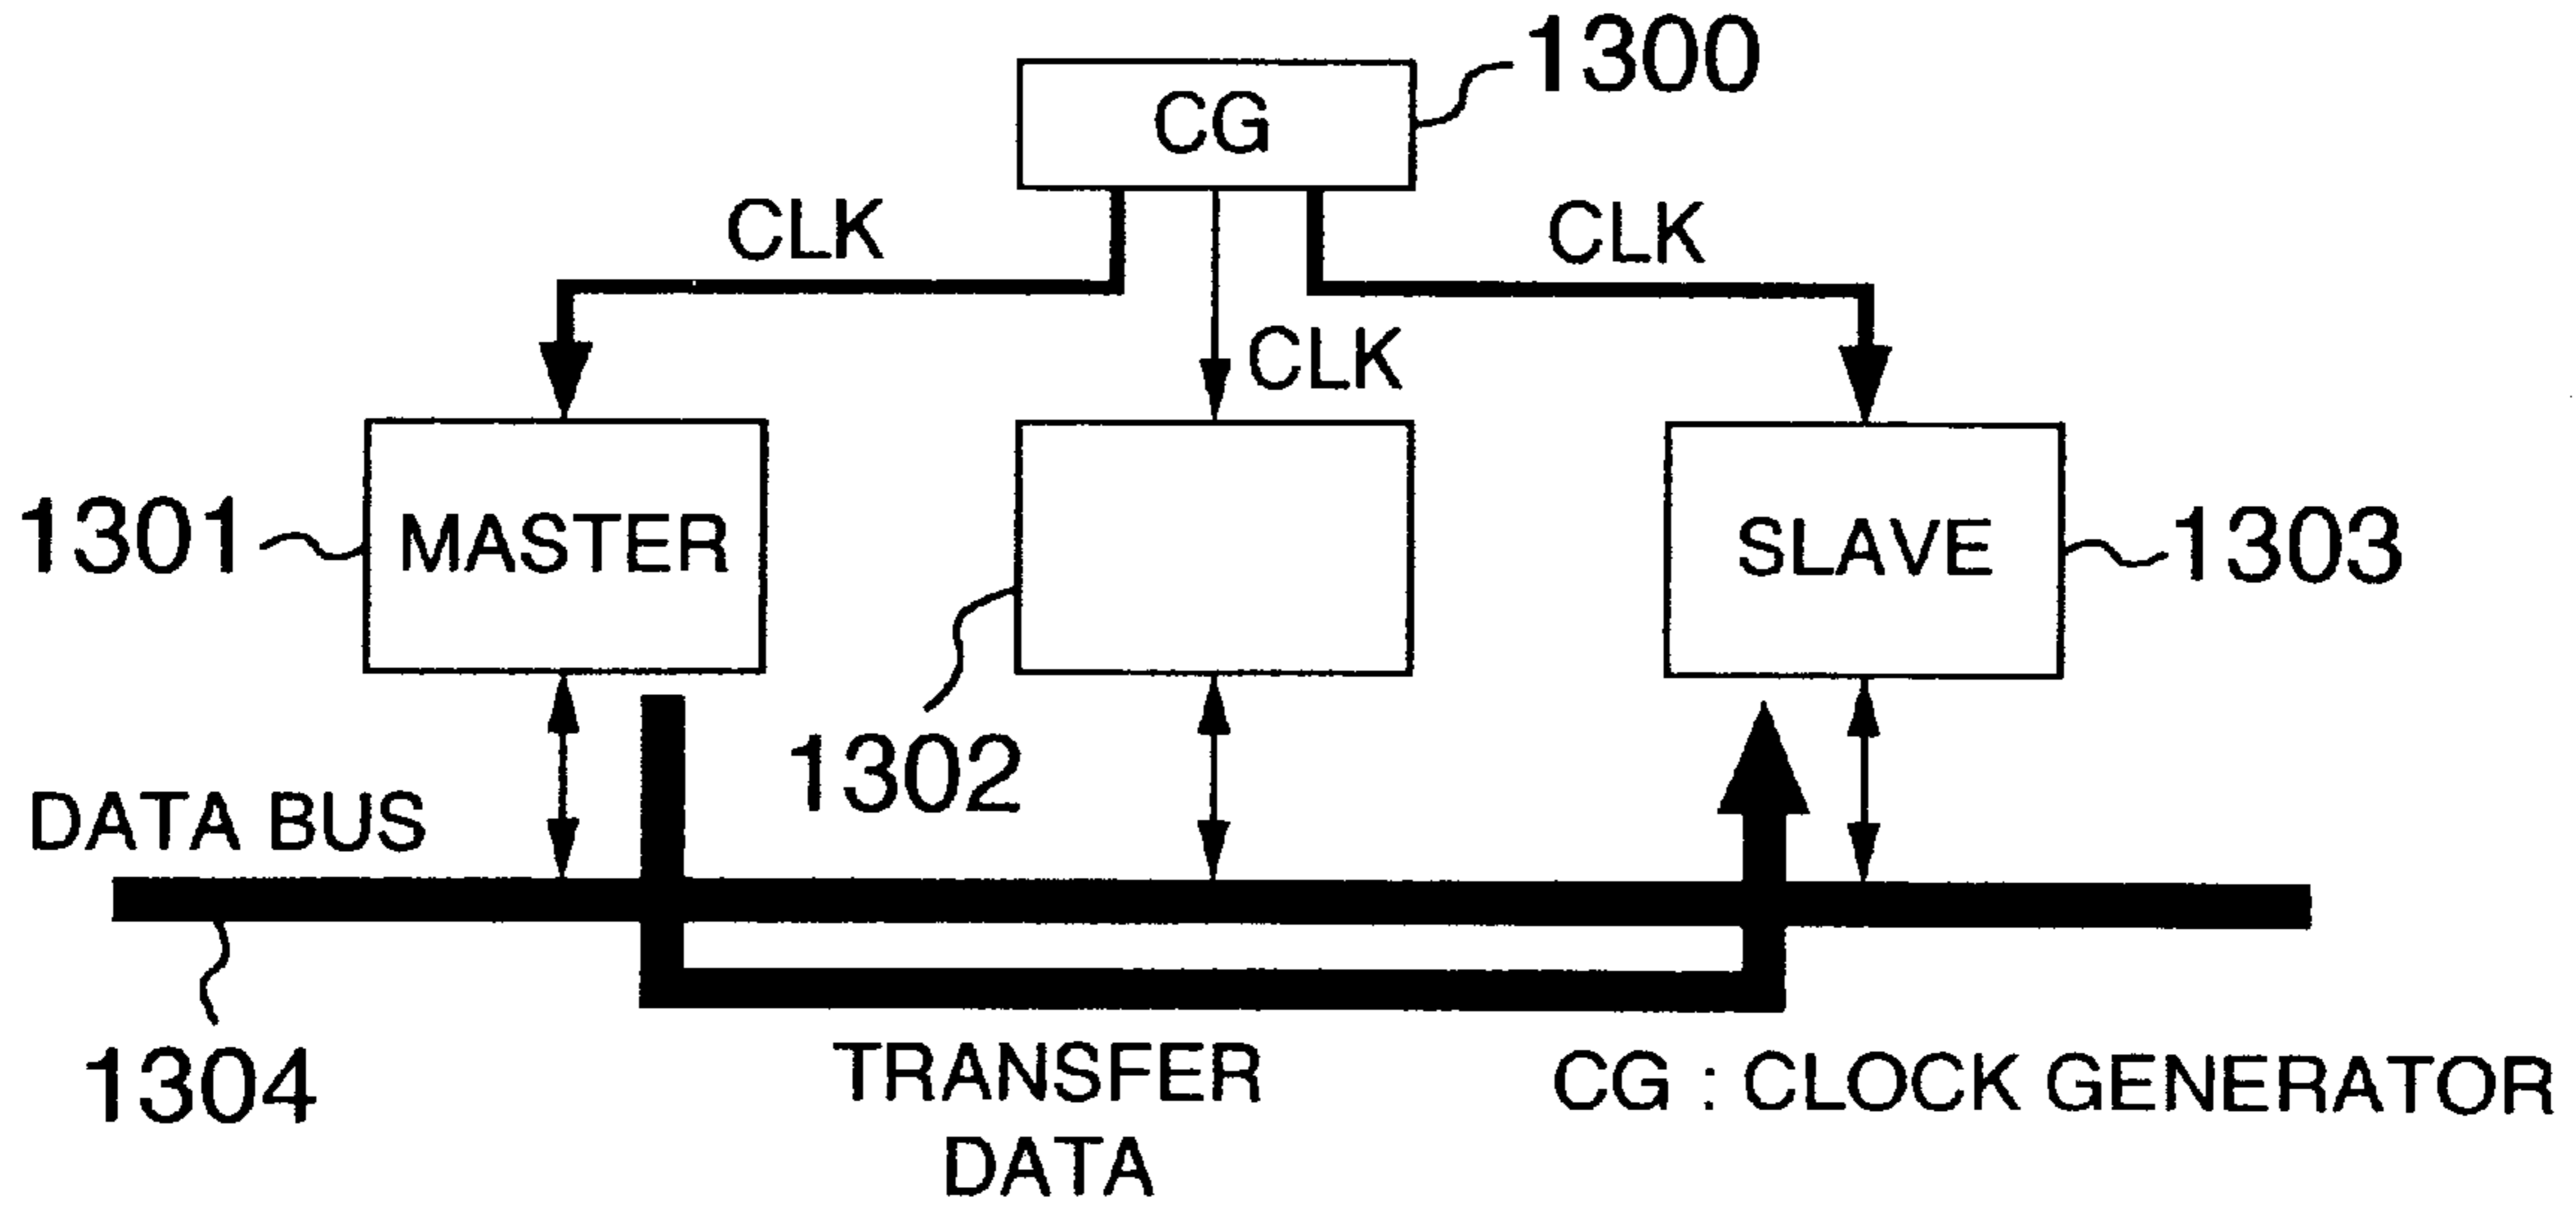 1300
CG
CLK
CLK
CLK
1301
MASTER
SLAVE
1303
1302
DATA BUS
1304
TRANSFER
DATA
CG : CLOCK GENERATOR